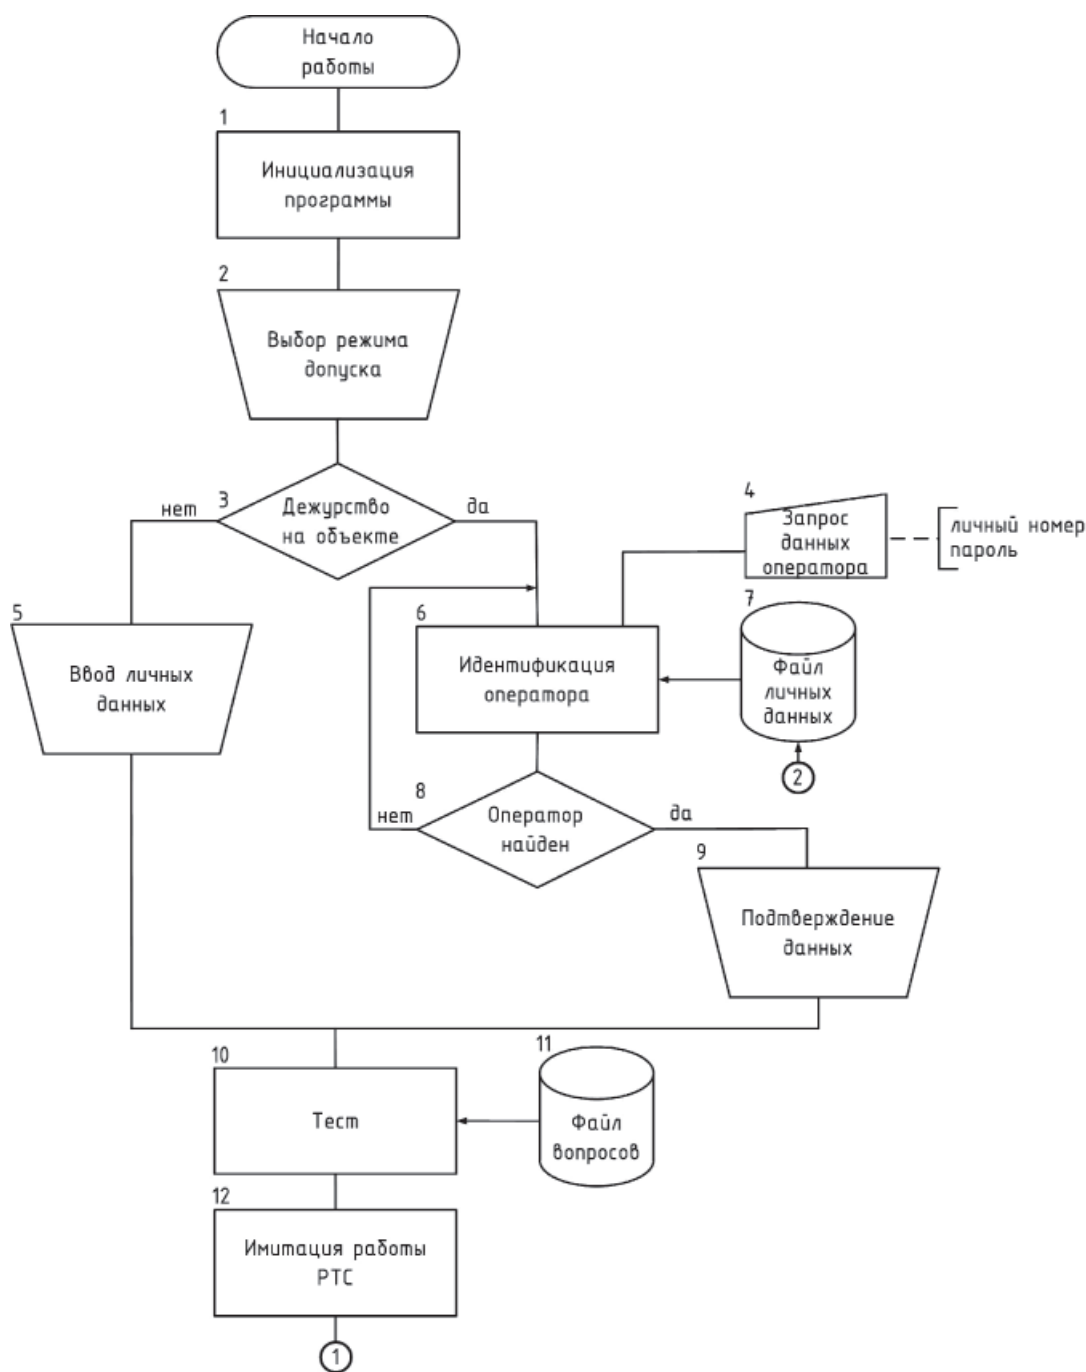 Начало
работы
1
Инициализация
программы
2
Выбор режима
допуска
3
Дежурство
на объекте
нет
да
4
Запрос
данных
оператора
личный номер
пароль
5
Ввод личных
данных
6
Идентификация
оператора
7
Файл
личных
данных
2
8
Оператор
найден
нет
да
9
Подтверждение
данных
10
Тест
11
Файл
вопросов
12
Имитация работы
РТС
1